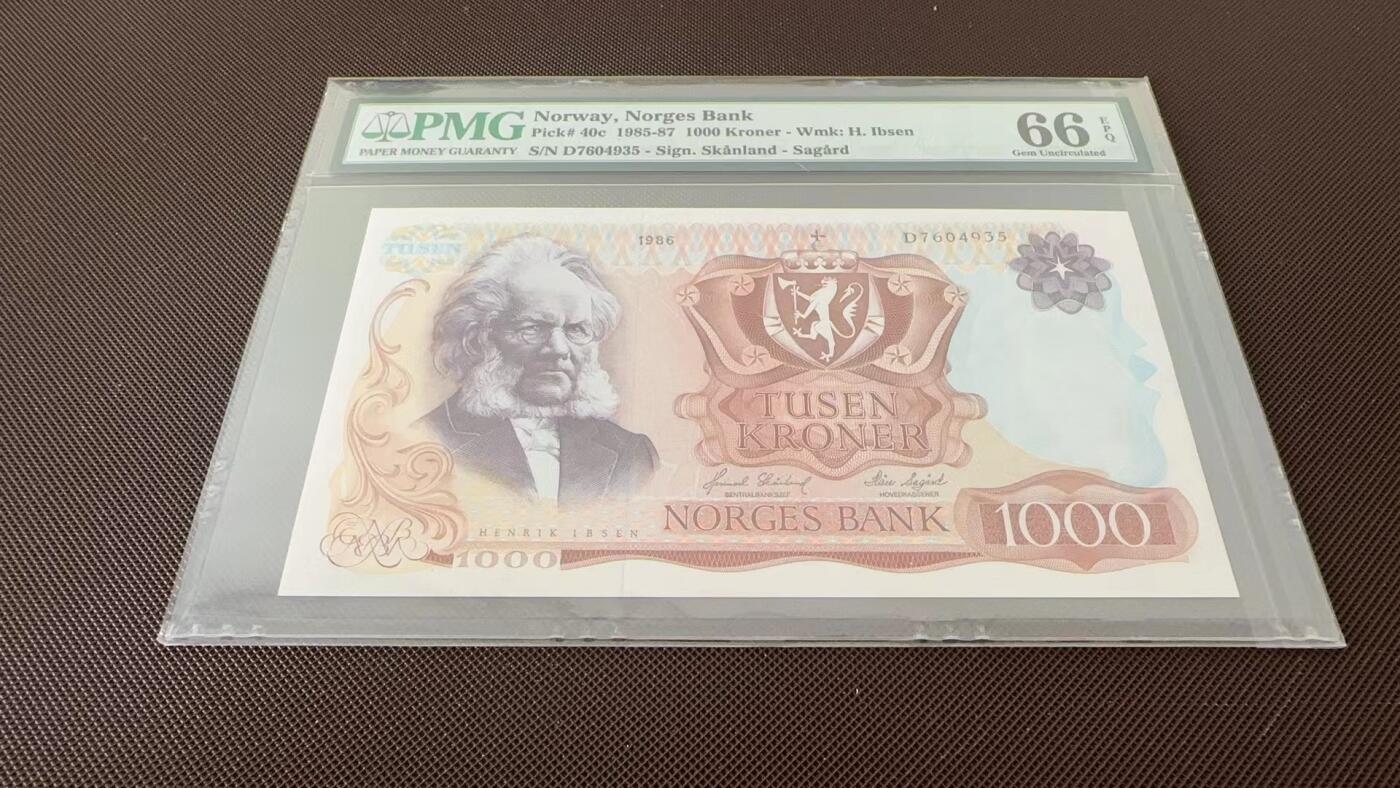 PMG
PAPER MONEY GUARANTY
Norway, Norges Bank
Pick# 40c 1985-87 1000 Kroner - Wmk: H. Ibsen
S/N D7604935 - Sign. Skånland - Sagård
66
EPQ
Gem Uncirculated
TUSEN
1986
D7604935
TUSEN
KRONER
SENTRALBANKSJEF
HOVEDKASSERER
HENRIK IBSEN
NORGES BANK
1000
1000